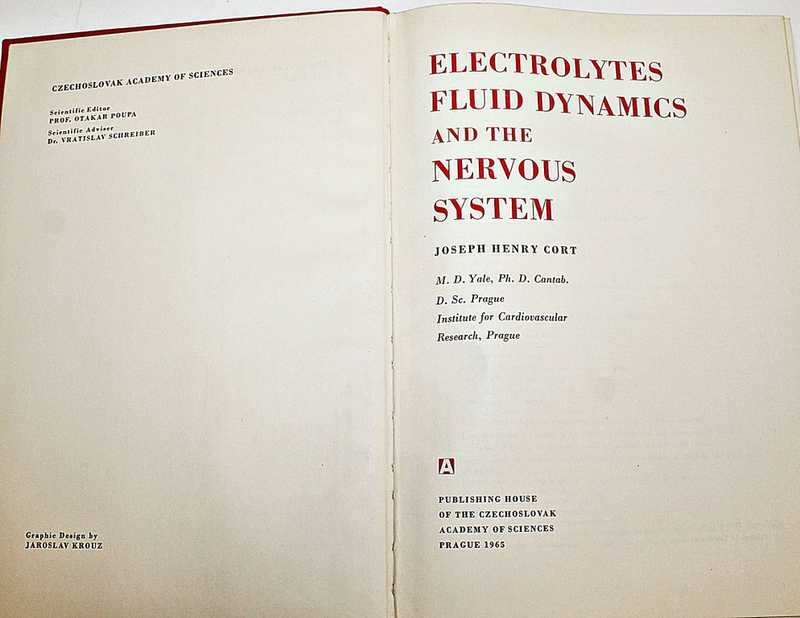 CZECHOSLOVAK ACADEMY OF SCIENCES
Scientific Editor
PROF. OTAKAR POUPA
Scientific Adviser
Dr. VRATISLAV SCHREIBER
Graphic Design by
JAROSLAV KROUZ
ELECTROLYTES
FLUID DYNAMICS
AND THE
NERVOUS
SYSTEM
JOSEPH HENRY CORT
M. D. Yale, Ph. D. Cantab.
D. Sc. Prague
Institute for Cardiovascular
Research, Prague
A
PUBLISHING HOUSE
OF THE CZECHOSLOVAK
ACADEMY OF SCIENCES
PRAGUE 1965